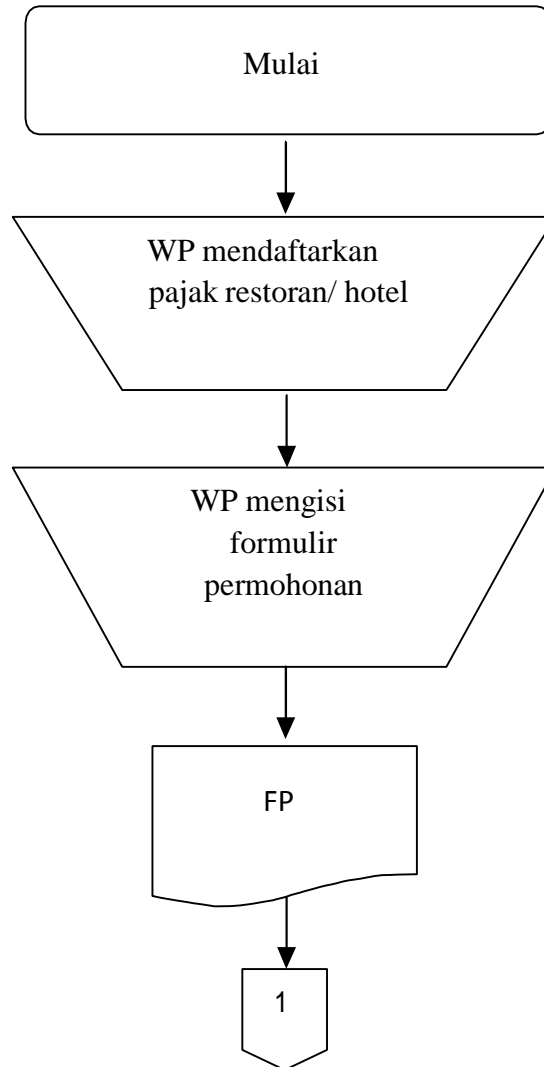 Mulai
WP mendaftarkan
pajak restoran/ hotel
WP mengisi
formulir
permohonan
FP
1